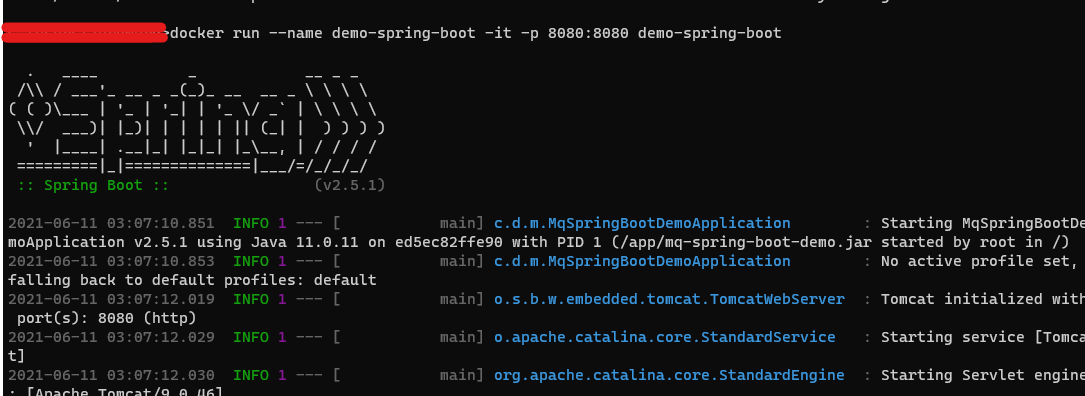 docker run --name demo-spring-boot -it -p 8080:8080 demo-spring-boot
  .   ____          _            __ _ _
 /\\ / ___'_ __ _ _(_)_ __  __ _ \ \ \ \
( ( )\___ | '_ | '_| | '_ \/ _` | \ \ \ \
 \\/  ___)| |_)| | | | | || (_| |  ) ) ) )
  '  |____| .__|_| |_|_| |_\__, | / / / /
 =========|_|==============|___/=/_/_/_/
 :: Spring Boot ::                (v2.5.1)
2021-06-11 03:07:10.851  INFO 1 --- [           main] c.d.m.MqSpringBootDemoApplication        : Starting MqSpringBootDe
moApplication v2.5.1 using Java 11.0.11 on ed5ec82ffe90 with PID 1 (/app/mq-spring-boot-demo.jar started by root in /)
2021-06-11 03:07:10.853  INFO 1 --- [           main] c.d.m.MqSpringBootDemoApplication        : No active profile set,
falling back to default profiles: default
2021-06-11 03:07:12.019  INFO 1 --- [           main] o.s.b.w.embedded.tomcat.TomcatWebServer  : Tomcat initialized with
 port(s): 8080 (http)
2021-06-11 03:07:12.029  INFO 1 --- [           main] o.apache.catalina.core.StandardService   : Starting service [Tomca
t]
2021-06-11 03:07:12.030  INFO 1 --- [           main] org.apache.catalina.core.StandardEngine  : Starting Servlet engine
: [Apache Tomcat/9.0.46]